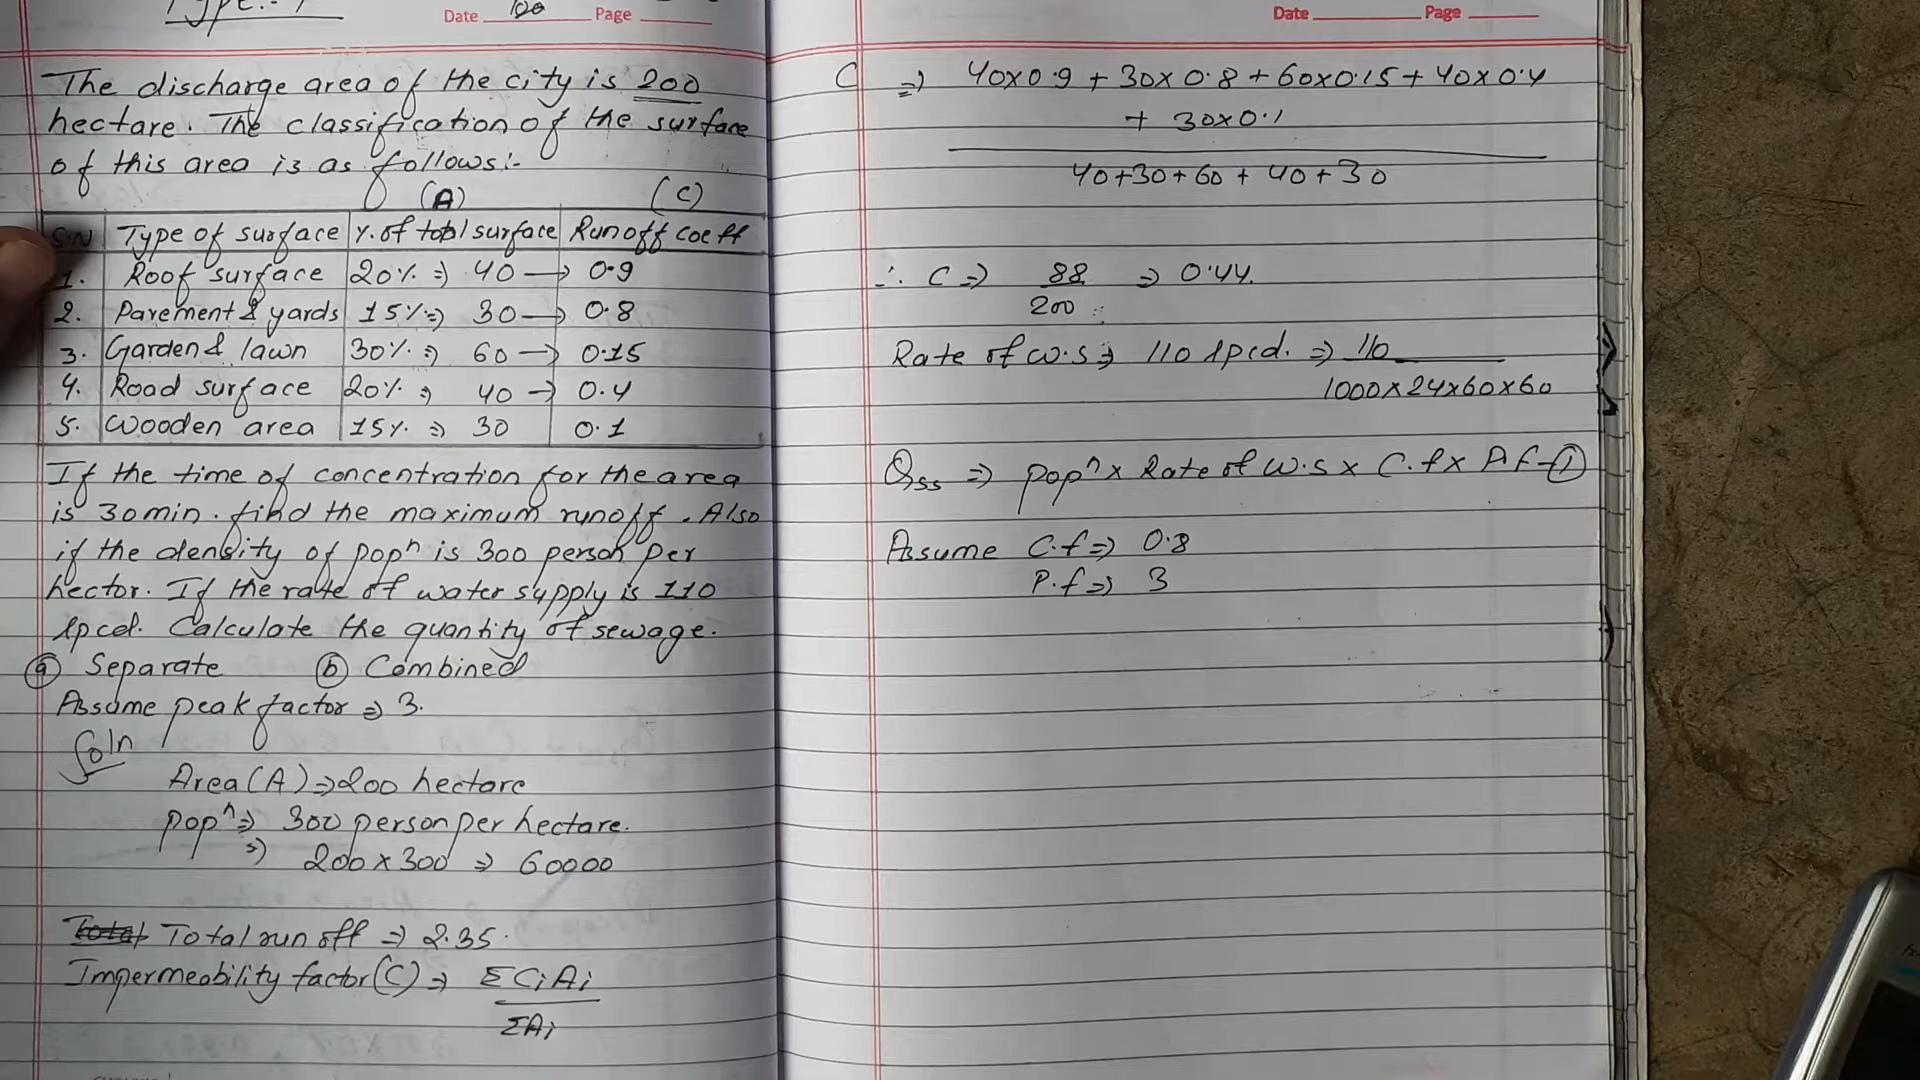 Type:- 1
Date Page
The discharge area of the city is 200
hectare. The classification of the surface
of this area is as follows:-
(A) (C)
S.N Type of surface %. of total surface Runoff coeff
1. Roof surface 20% ⇒ 40 → 0.9
2. Pavement & yards 15% ⇒ 30 → 0.8
3. Garden & lawn 30% ⇒ 60 → 0.15
4. Road surface 20% ⇒ 40 → 0.4
5. Wooden area 15% ⇒ 30 0.1
If the time of concentration for the area
is 30 min. find the maximum runoff. Also
if the density of popⁿ is 300 person per
hector. If the rate of water supply is 110
lpcd. Calculate the quantity of sewage.
ⓐ Separate ⓑ Combined
Assume peak factor ⇒ 3.
Soln
Area (A) ⇒ 200 hectare
popⁿ ⇒ 300 person per hectare.
⇒ 200 x 300 ⇒ 60000
Total Total run off ⇒ 2.35.
Impermeability factor (C) ⇒ ΣCiAi
ΣAi
Date Page
C ⇒ 40x0.9 + 30x0.8 + 60x0.15 + 40x0.4
+ 30x0.1
40+30+60+40+30
∴ C ⇒ 88 ⇒ 0.44.
200
Rate of w.s ⇒ 110 lpcd. ⇒ 110
1000x24x60x60
Qss ⇒ popⁿ x Rate of w.s x C.f x P.f - ①
Assume C.f ⇒ 0.8
P.f ⇒ 3